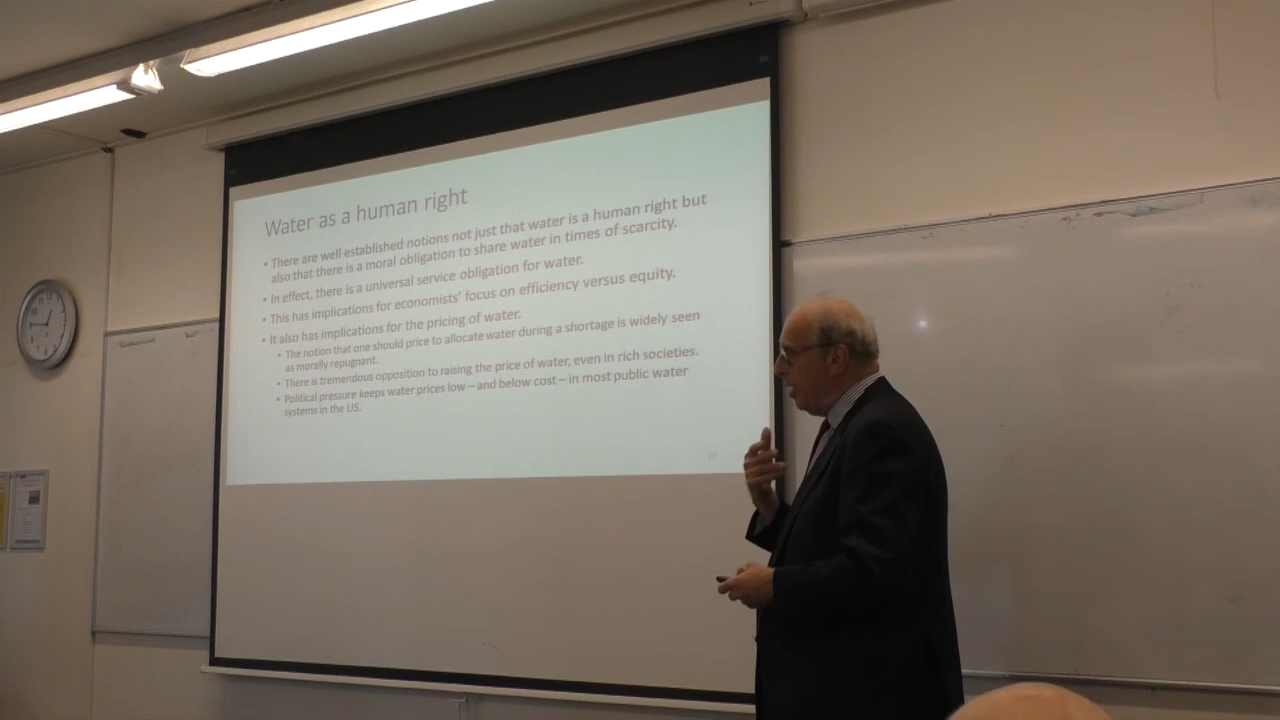 Water as a human right
• There are well established notions not just that water is a human right but
also that there is a moral obligation to share water in times of scarcity.
• In effect, there is a universal service obligation for water.
• This has implications for economists' focus on efficiency versus equity.
• It also has implications for the pricing of water.
• The notion that one should price to allocate water during a shortage is widely seen
as morally repugnant.
• There is tremendous opposition to raising the price of water, even in rich societies.
• Political pressure keeps water prices low – and below cost – in most public water
systems in the US.